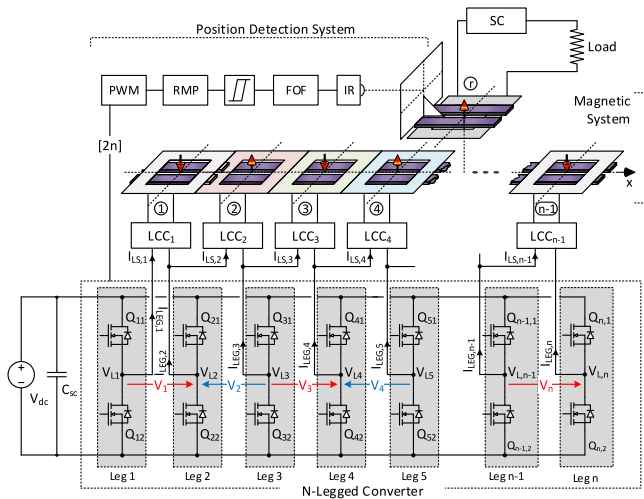 Position Detection System
SC
Load
PWM
RMP
FOF
IR
r
Magnetic
System
[2n]
x
1
2
3
4
n-1
LCC1
LCC2
LCC3
LCC4
LCCn-1
ILS,1
ILS,2
ILS,3
ILS,4
ILS,n-1
ILEG,1
ILEG,2
ILEG,3
ILEG,4
ILEG,5
ILEG,n-1
ILEG,n
Q11
Q21
Q31
Q41
Q51
Qn-1,1
Qn,1
VL1
VL2
VL3
VL4
VL5
VL,n-1
VL,n
V1
V2
V3
V4
Vn
Vdc
Csc
Q12
Q22
Q32
Q42
Q52
Qn-1,2
Qn,2
Leg 1
Leg 2
Leg 3
Leg 4
Leg 5
Leg n-1
Leg n
N-Legged Converter